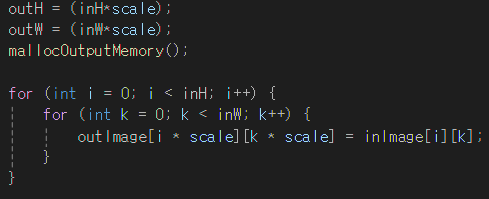 outH = (inH*scale);
outW = (inW*scale);
mallocOutputMemory();

for (int i = 0; i < inH; i++) {
    for (int k = 0; k < inW; k++) {
        outImage[i * scale][k * scale] = inImage[i][k];
    }
}